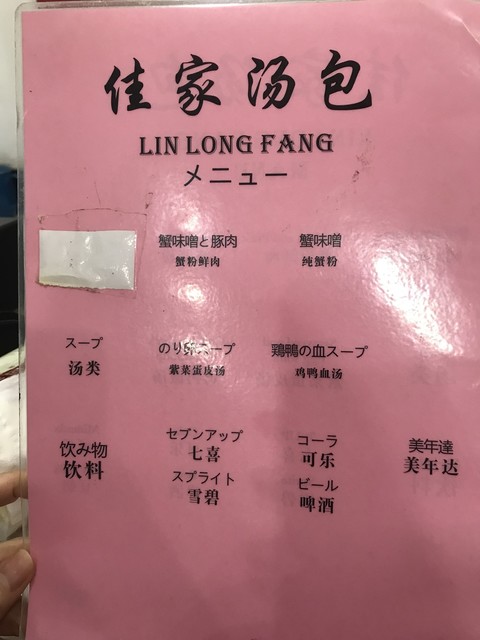 佳家汤包
LIN LONG FANG
メニュー
蟹味噌と豚肉 蟹味噌
蟹粉鲜肉 纯蟹粉
スープ のり卵スープ 鶏鴨の血スープ
汤类 紫菜蛋皮汤 鸡鸭血汤
飲み物 セブンアップ コーラ 美年達
饮料 七喜 可乐 美年达
スプライト ビール
雪碧 啤酒